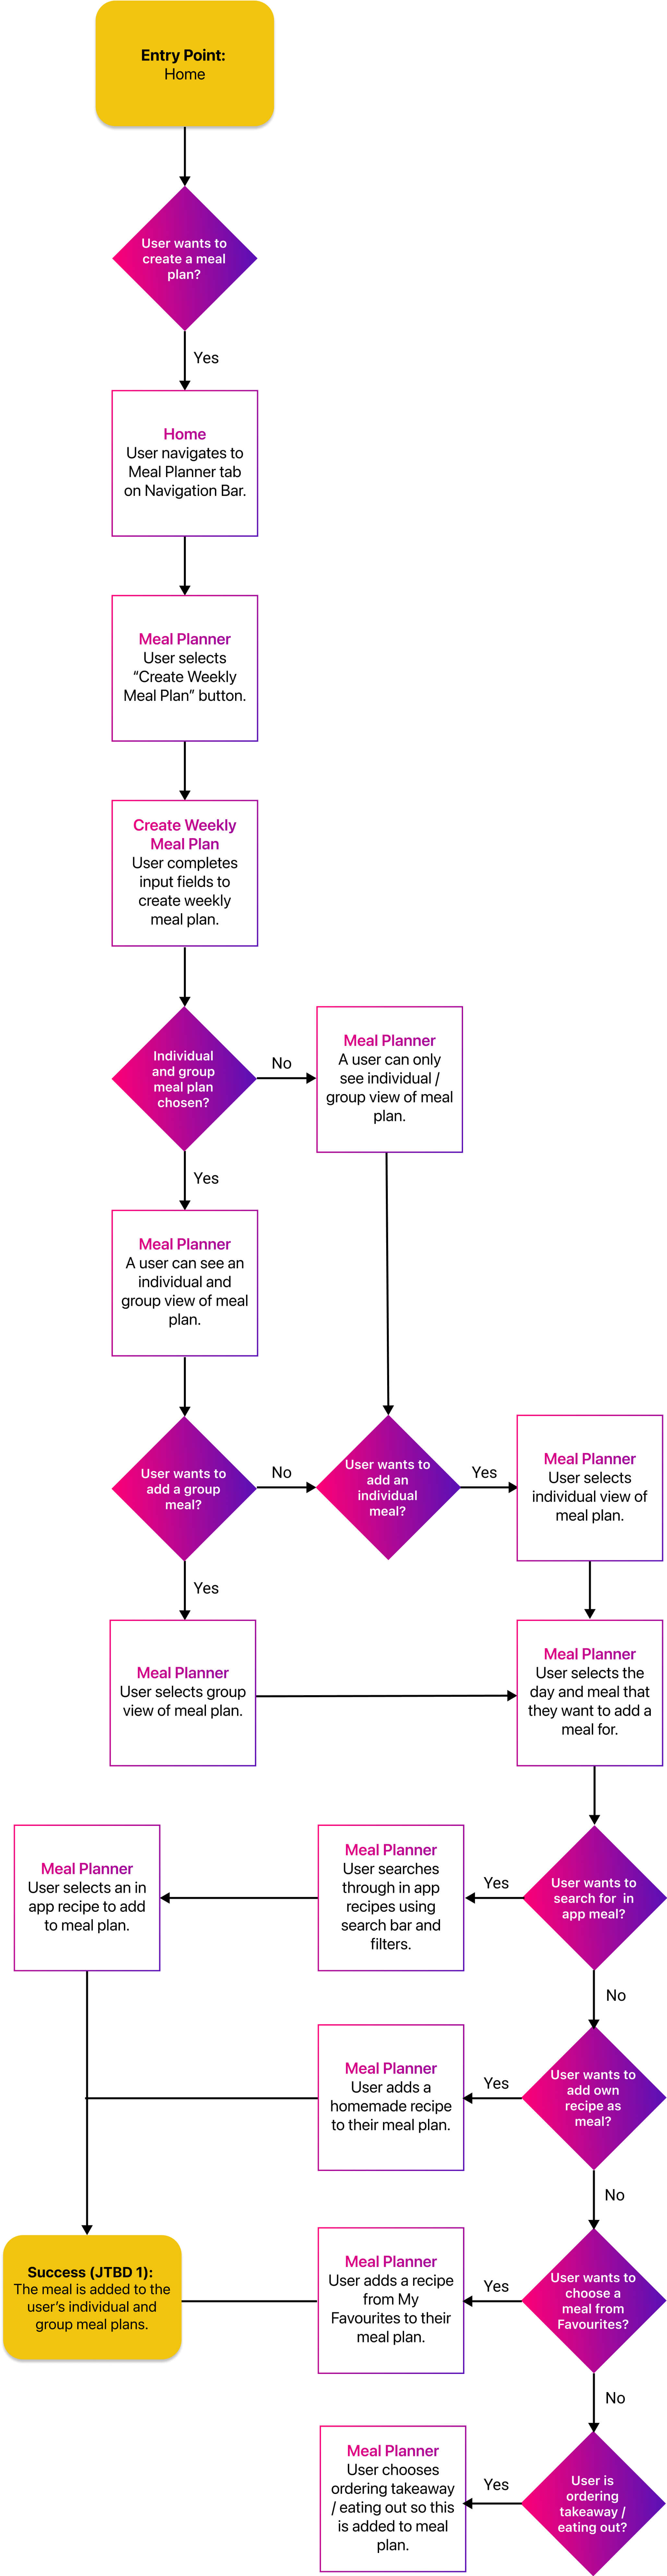 Entry Point:
Home
User wants to
create a meal
plan?
Yes
Home
User navigates to
Meal Planner tab
on Navigation Bar.
Meal Planner
User selects
“Create Weekly
Meal Plan” button.
Create Weekly
Meal Plan
User completes
input fields to
create weekly
meal plan.
Individual
and group
meal plan
chosen?
No
Meal Planner
A user can only
see individual /
group view of meal
plan.
Yes
Meal Planner
A user can see an
individual and
group view of meal
plan.
User wants to
add a group
meal?
No
User wants to
add an
individual
meal?
Yes
Meal Planner
User selects
individual view of
meal plan.
Yes
Meal Planner
User selects group
view of meal plan.
Meal Planner
User selects the
day and meal that
they want to add a
meal for.
User wants to
search for in
app meal?
Yes
Meal Planner
User searches
through in app
recipes using
search bar and
filters.
Meal Planner
User selects an in
app recipe to add
to meal plan.
No
User wants to
add own
recipe as
meal?
Yes
Meal Planner
User adds a
homemade recipe
to their meal plan.
No
User wants to
choose a
meal from
Favourites?
Yes
Meal Planner
User adds a recipe
from My
Favourites to their
meal plan.
Success (JTBD 1):
The meal is added to the
user’s individual and
group meal plans.
No
User is
ordering
takeaway /
eating out?
Yes
Meal Planner
User chooses
ordering takeaway
/ eating out so this
is added to meal
plan.